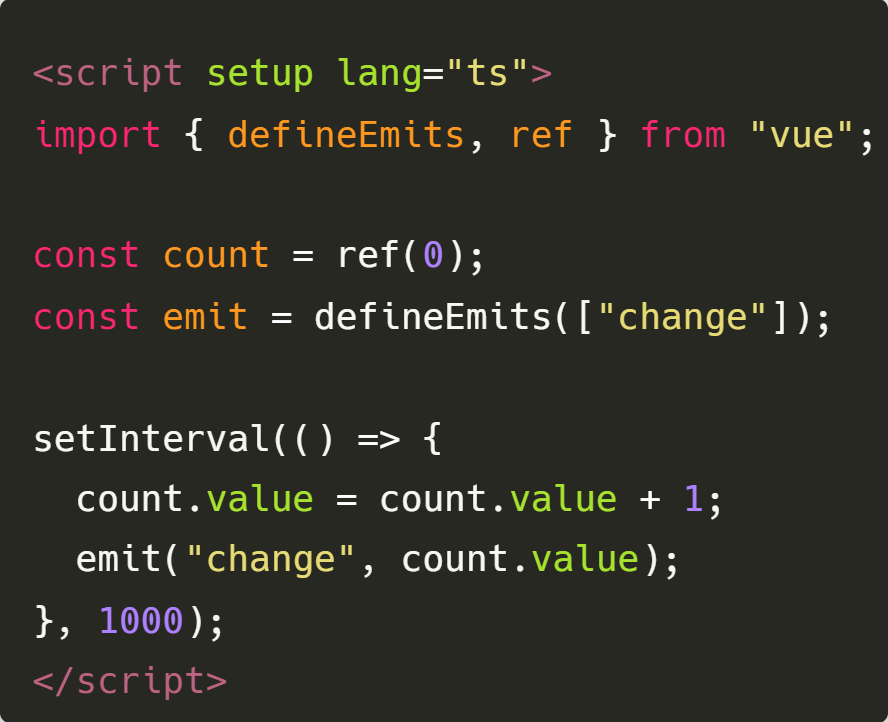 <script setup lang="ts">
import { defineEmits, ref } from "vue";
const count = ref(0);
const emit = defineEmits(["change"]);
setInterval(() => {
  count.value = count.value + 1;
  emit("change", count.value);
}, 1000);
</script>